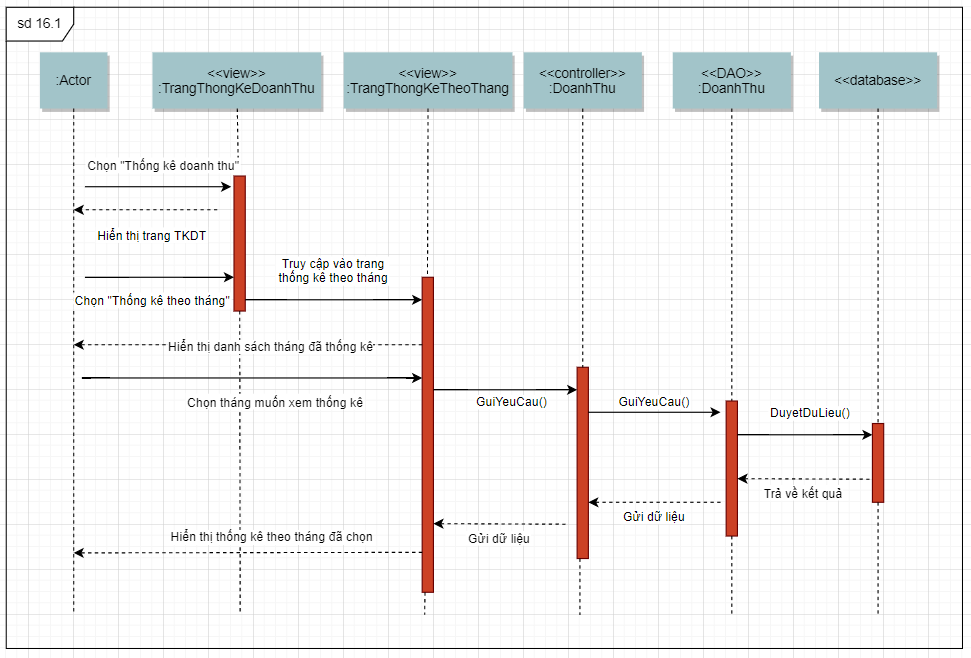 sd 16.1
:Actor
<<view>>
:TrangThongKeDoanhThu
<<view>>
:TrangThongKeTheoThang
<<controller>>
:DoanhThu
<<DAO>>
:DoanhThu
<<database>>
Chọn "Thống kê doanh thu"
Hiển thị trang TKDT
Truy cập vào trang
thống kê theo tháng
Chọn "Thống kê theo tháng"
Hiển thị danh sách tháng đã thống kê
Chọn tháng muốn xem thống kê
GuiYeuCau()
GuiYeuCau()
DuyetDuLieu()
Trả về kết quả
Gửi dữ liệu
Gửi dữ liệu
Hiển thị thống kê theo tháng đã chọn